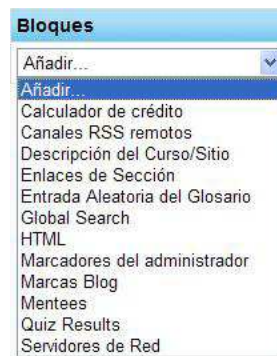 Bloques
Añadir...
Añadir...
Calculador de crédito
Canales RSS remotos
Descripción del Curso/Sitio
Enlaces de Sección
Entrada Aleatoria del Glosario
Global Search
HTML
Marcadores del administrador
Marcas Blog
Mentees
Quiz Results
Servidores de Red